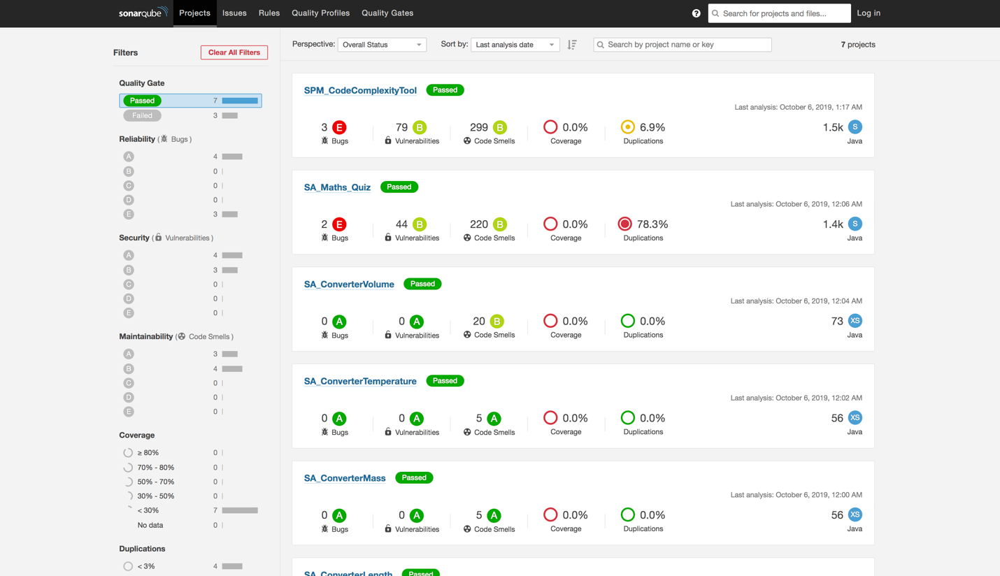 sonarqube Projects Issues Rules Quality Profiles Quality Gates ? Search for projects and files... Log in
Filters Clear All Filters
Quality Gate
Passed 7
Failed 3
Reliability ( Bugs )
A 4
B 0
C 0
D 0
E 3
Security ( Vulnerabilities )
A 4
B 3
C 0
D 0
E 0
Maintainability ( Code Smells )
A 3
B 4
C 0
D 0
E 0
Coverage
≥ 80% 0
70% - 80% 0
50% - 70% 0
30% - 50% 0
< 30% 7
No data 0
Duplications
< 3% 4
Perspective: Overall Status Sort by: Last analysis date Search by project name or key 7 projects
SPM_CodeComplexityTool Passed
Last analysis: October 6, 2019, 1:17 AM
3 E 79 B 299 B 0.0% 6.9% 1.5k S
Bugs Vulnerabilities Code Smells Coverage Duplications Java
SA_Maths_Quiz Passed
Last analysis: October 6, 2019, 12:06 AM
2 E 44 B 220 B 0.0% 78.3% 1.4k S
Bugs Vulnerabilities Code Smells Coverage Duplications Java
SA_ConverterVolume Passed
Last analysis: October 6, 2019, 12:04 AM
0 A 0 A 20 B 0.0% 0.0% 73 XS
Bugs Vulnerabilities Code Smells Coverage Duplications Java
SA_ConverterTemperature Passed
Last analysis: October 6, 2019, 12:02 AM
0 A 0 A 5 A 0.0% 0.0% 56 XS
Bugs Vulnerabilities Code Smells Coverage Duplications Java
SA_ConverterMass Passed
Last analysis: October 6, 2019, 12:00 AM
0 A 0 A 5 A 0.0% 0.0% 56 XS
Bugs Vulnerabilities Code Smells Coverage Duplications Java
SA_ConverterLength Passed